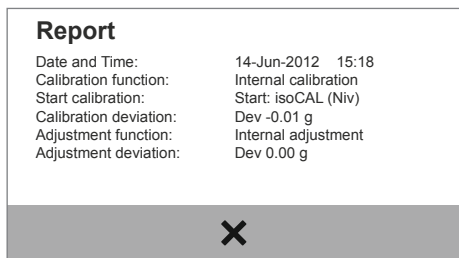 Report
Date and Time: 14-Jun-2012 15:18
Calibration function: Internal calibration
Start calibration: Start: isoCAL (Niv)
Calibration deviation: Dev -0.01 g
Adjustment function: Internal adjustment
Adjustment deviation: Dev 0.00 g